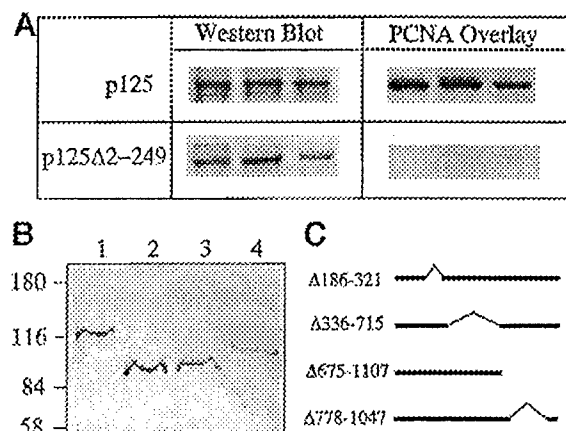 A
Western Blot PCNA Overlay
p125
p125Δ2-249
B
1 2 3 4
180
116
84
58
C
Δ186-321
Δ336-715
Δ675-1107
Δ778-1047